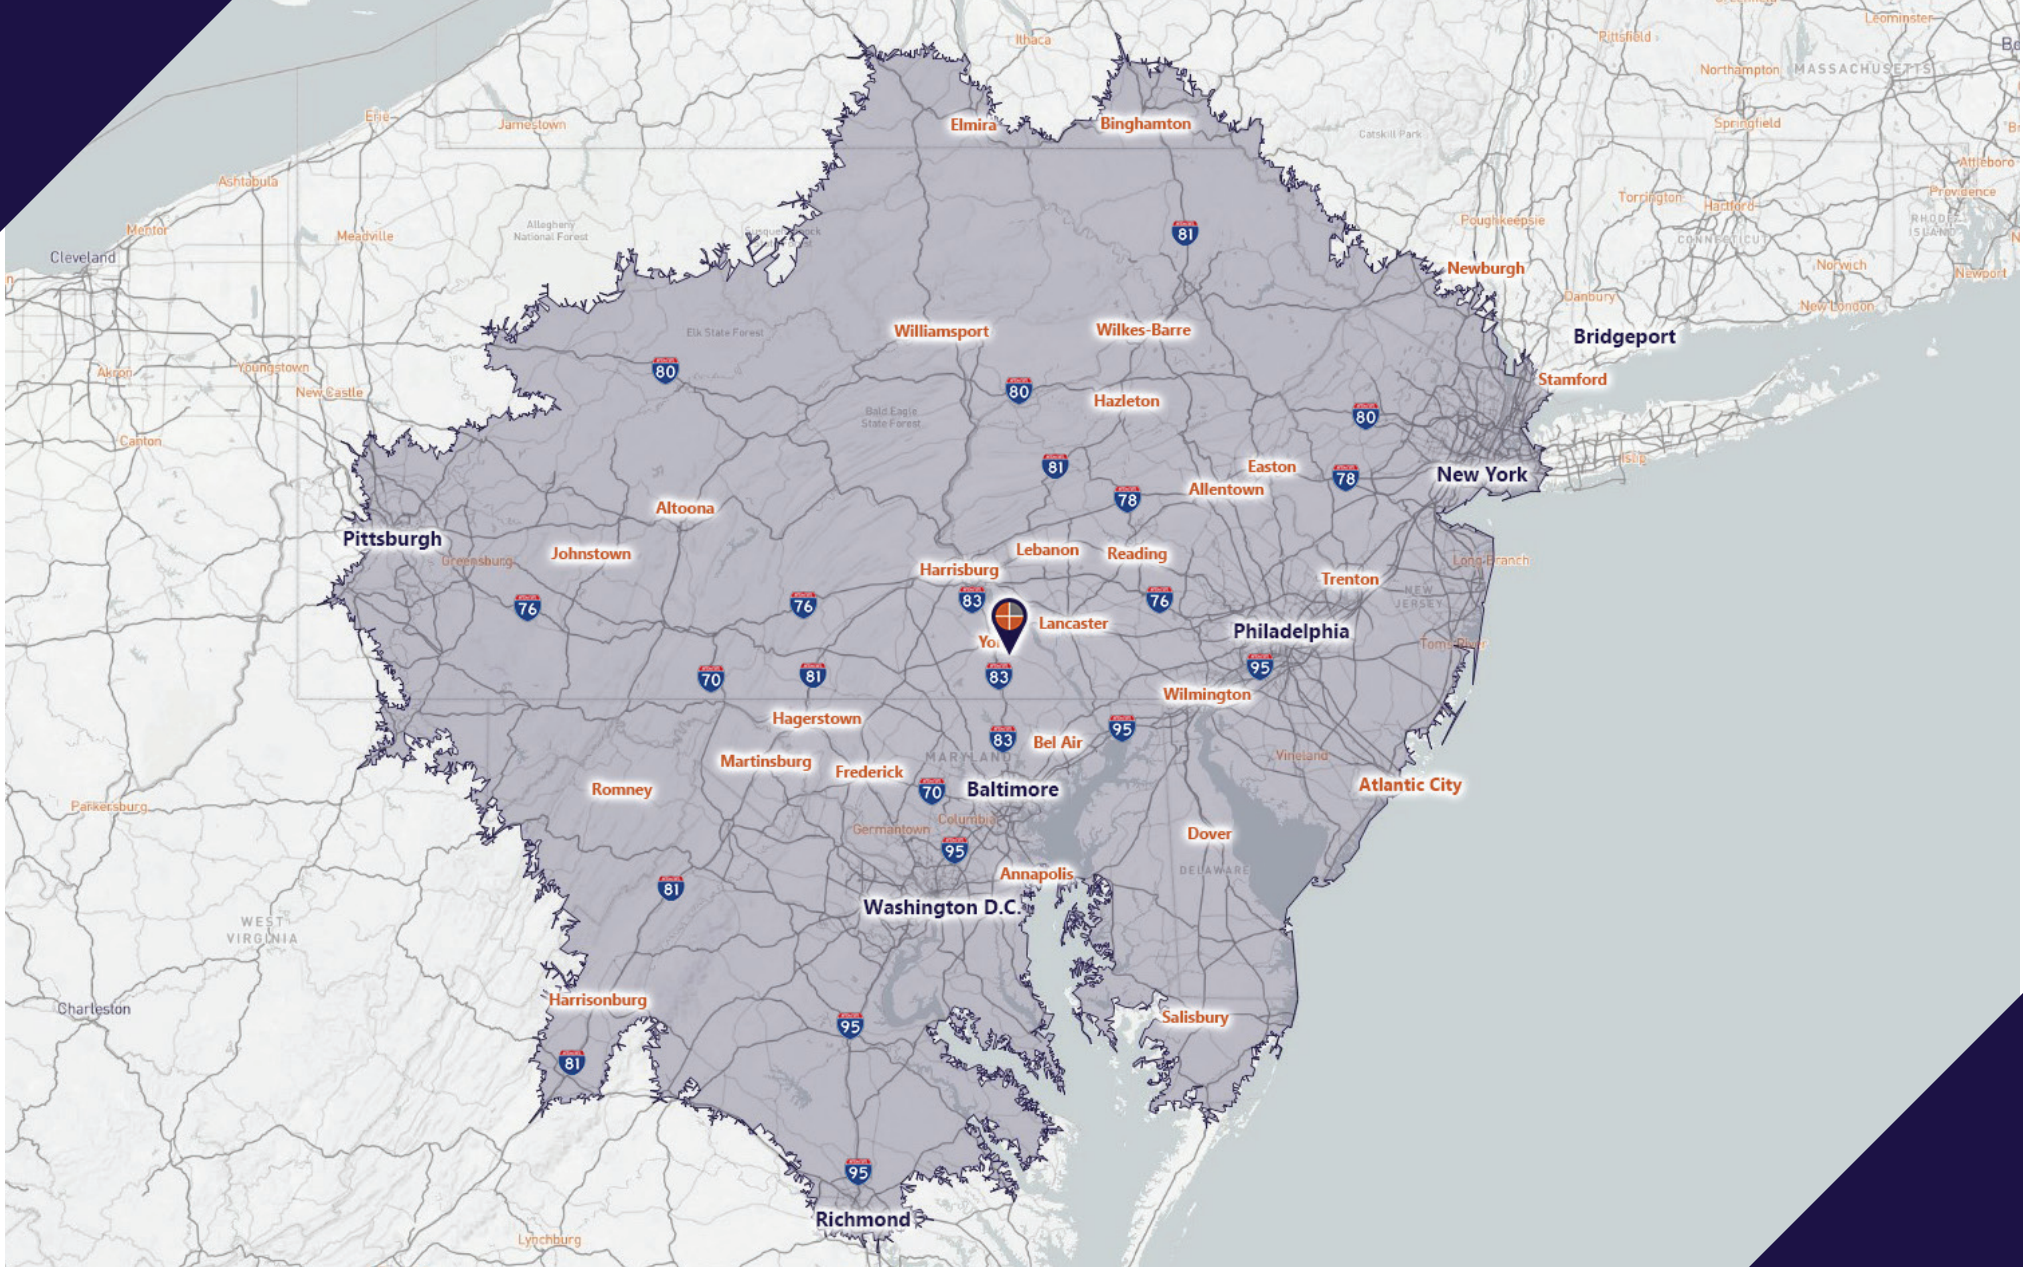 Leominster
Pittsfield
Ithaca
Northampton
MASSACHUSETTS
Erie
Jamestown
Elmira
Binghamton
Catskill Park
Springfield
Attleboro
Ashtabula
Providence
Torrington
Hartford
Poughkeepsie
RHODE
ISLAND
Mentor
Meadville
Allegheny
National Forest
81
CONNECTICUT
Cleveland
Newburgh
Norwich
Newport
Danbury
New London
Elk State Forest
Williamsport
Wilkes-Barre
Bridgeport
Akron
Youngstown
80
Stamford
New Castle
80
Hazleton
80
Bald Eagle
State Forest
Canton
Islip
81
Easton
78
New York
Allentown
78
Altoona
Pittsburgh
Johnstown
Lebanon
Reading
Greensburg
Long Branch
Harrisburg
Trenton
NEW
JERSEY
76
76
83
76
Lancaster
Philadelphia
Toms River
95
70
81
83
Wilmington
Hagerstown
83
Bel Air
95
MARYLAND
Vineland
Martinsburg
Frederick
Romney
70
Baltimore
Atlantic City
Parkersburg
Columbia
Germantown
Dover
95
DELAWARE
Annapolis
81
Washington D.C.
WEST
VIRGINIA
Harrisonburg
Charleston
Salisbury
95
81
95
Richmond
Lynchburg